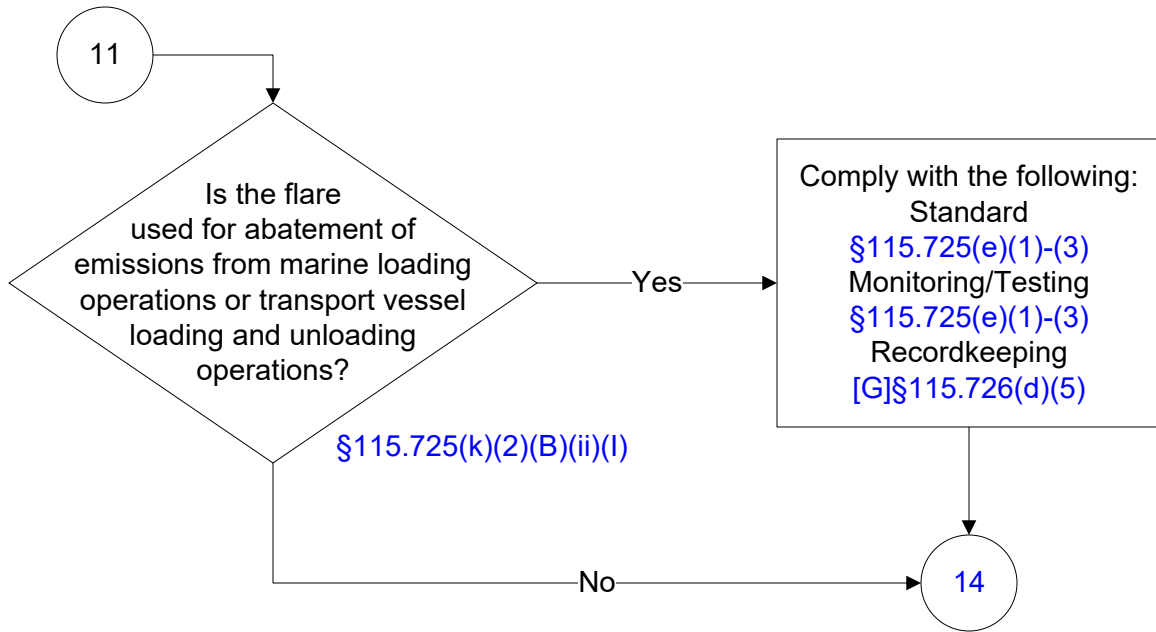 11
Is the flare
used for abatement of
emissions from marine loading
operations or transport vessel
loading and unloading
operations?
§115.725(k)(2)(B)(ii)(I)
Yes
Comply with the following:
Standard
§115.725(e)(1)-(3)
Monitoring/Testing
§115.725(e)(1)-(3)
Recordkeeping
[G]§115.726(d)(5)
No
14